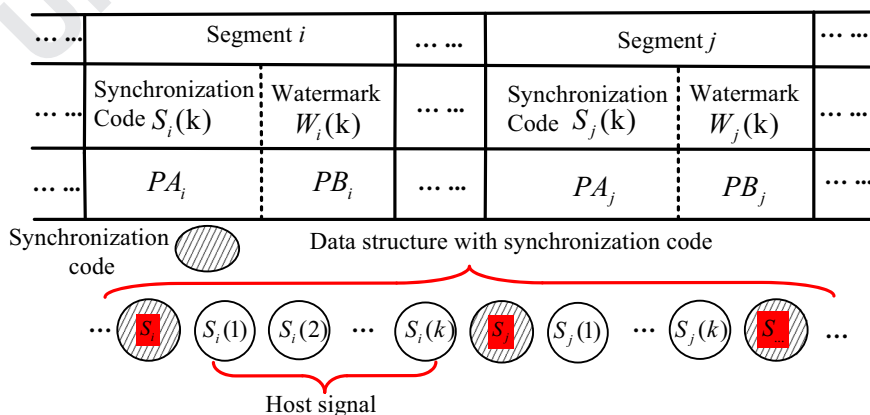 ... ... Segment i ... ... Segment j ... ...
... ... Synchronization Code S_i(k) Watermark W_i(k) ... ... Synchronization Code S_j(k) Watermark W_j(k) ... ...
... ... PA_i PB_i ... ... PA_j PB_j ... ...
Synchronization code
Data structure with synchronization code
... S_i S_i(1) S_i(2) ... S_i(k) S_j S_j(1) ... S_j(k) S_... ...
Host signal